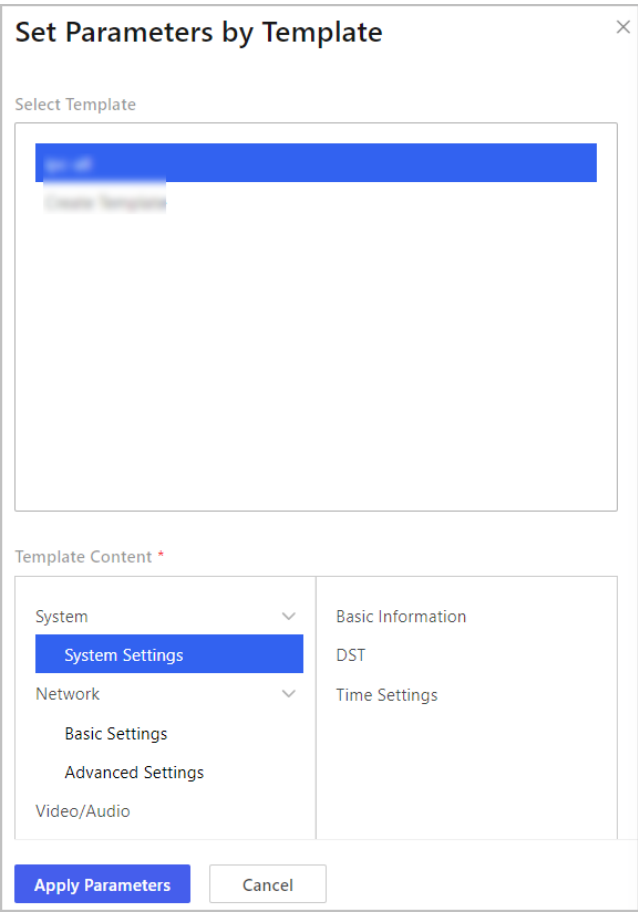 Set Parameters by Template
Select Template
Template Content *
System
System Settings
Network
Basic Settings
Advanced Settings
Video/Audio
Basic Information
DST
Time Settings
Apply Parameters
Cancel